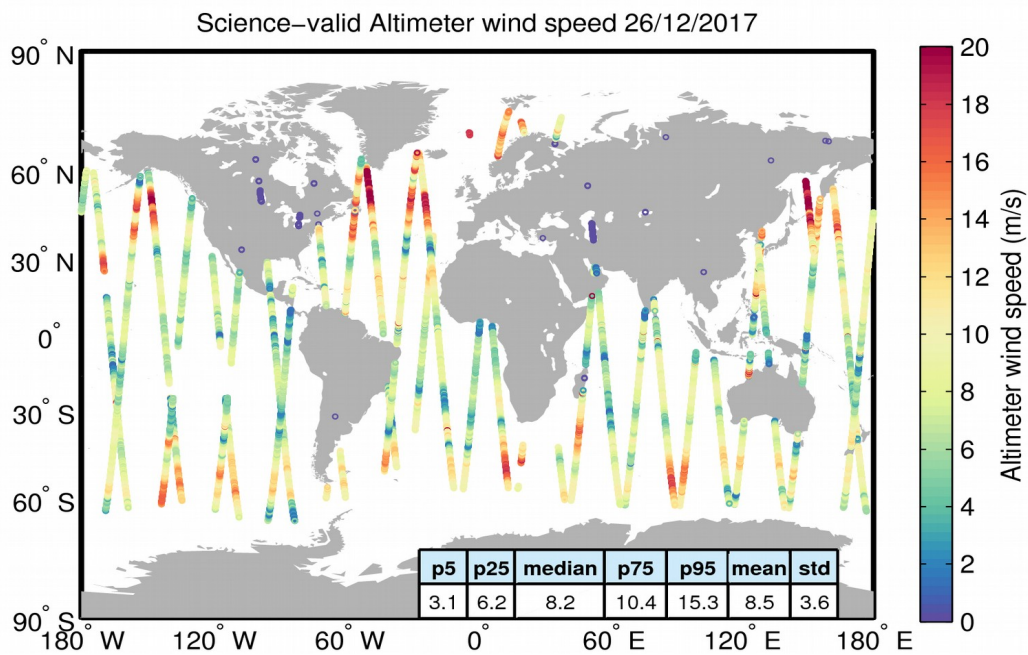 Science−valid Altimeter wind speed 26/12/2017
90° N
60° N
30° N
0°
30° S
60° S
90° S
180° W
120° W
60° W
0°
60° E
120° E
180° E
p5 p25 median p75 p95 mean std
3.1 6.2 8.2 10.4 15.3 8.5 3.6
20
18
16
14
12
10
8
6
4
2
0
Altimeter wind speed (m/s)